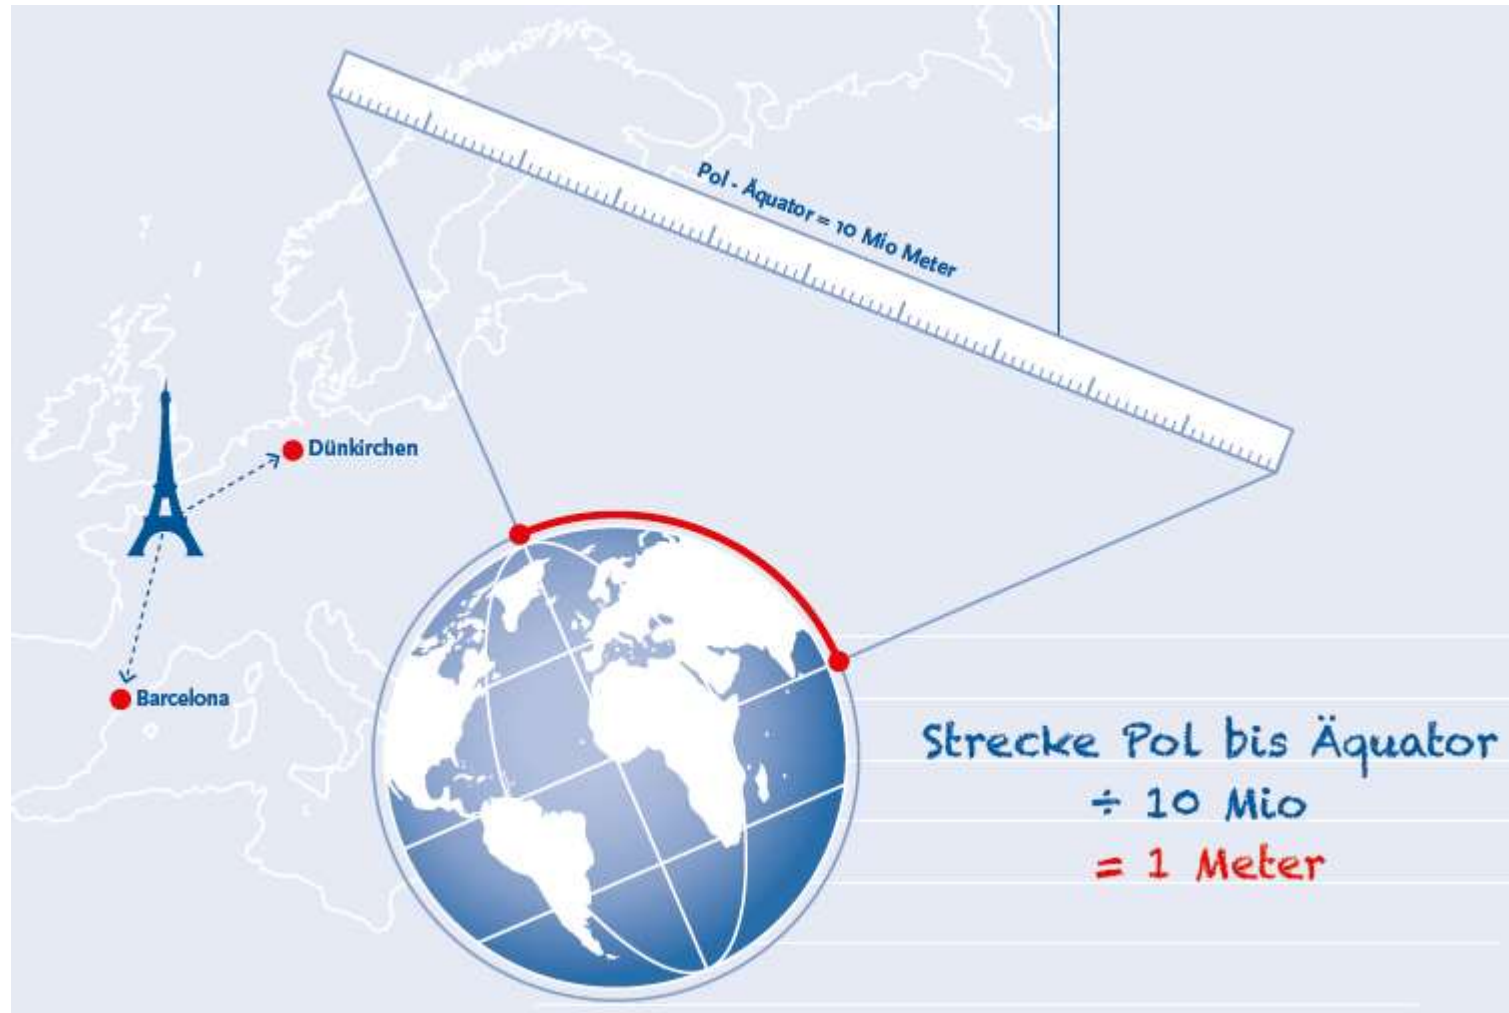 Pol - Äquator = 10 Mio Meter
Dünkirchen
Barcelona
Strecke Pol bis Äquator
÷ 10 Mio
= 1 Meter